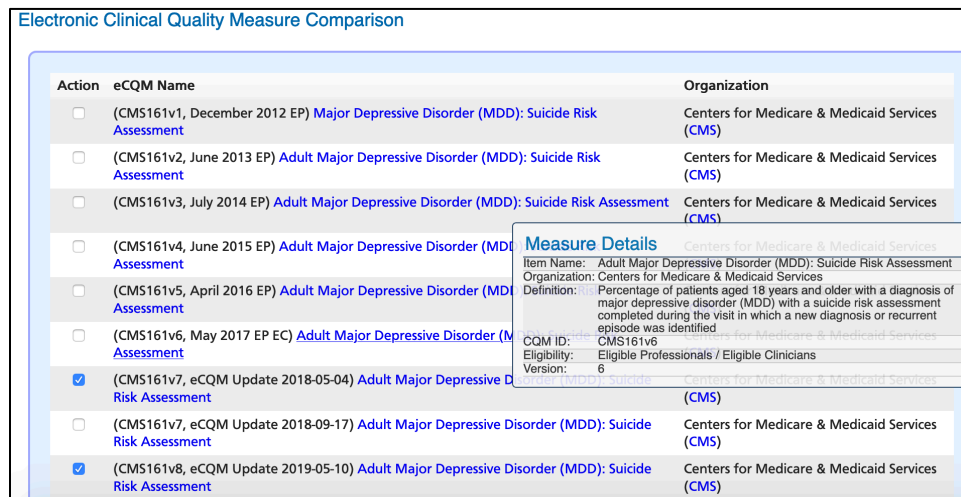 Electronic Clinical Quality Measure Comparison
Action eCQM Name Organization
(CMS161v1, December 2012 EP) Major Depressive Disorder (MDD): Suicide Risk
Assessment
Centers for Medicare & Medicaid Services
(CMS)
(CMS161v2, June 2013 EP) Adult Major Depressive Disorder (MDD): Suicide Risk
Assessment
Centers for Medicare & Medicaid Services
(CMS)
(CMS161v3, July 2014 EP) Adult Major Depressive Disorder (MDD): Suicide Risk Assessment
Centers for Medicare & Medicaid Services
(CMS)
(CMS161v4, June 2015 EP) Adult Major Depressive Disorder (MDD
Assessment
(CMS161v5, April 2016 EP) Adult Major Depressive Disorder (MDD
Assessment
(CMS161v6, May 2017 EP EC) Adult Major Depressive Disorder (M
Assessment
Measure Details
Item Name: Adult Major Depressive Disorder (MDD): Suicide Risk Assessment
Organization: Centers for Medicare & Medicaid Services
Definition: Percentage of patients aged 18 years and older with a diagnosis of
major depressive disorder (MDD) with a suicide risk assessment
completed during the visit in which a new diagnosis or recurrent
episode was identified
CQM ID: CMS161v6
Eligibility: Eligible Professionals / Eligible Clinicians
Version: 6
(CMS161v7, eCQM Update 2018-05-04) Adult Major Depressive Disorder (MDD): Suicide
Risk Assessment
Centers for Medicare & Medicaid Services
(CMS)
(CMS161v7, eCQM Update 2018-09-17) Adult Major Depressive Disorder (MDD): Suicide
Risk Assessment
Centers for Medicare & Medicaid Services
(CMS)
(CMS161v8, eCQM Update 2019-05-10) Adult Major Depressive Disorder (MDD): Suicide
Risk Assessment
Centers for Medicare & Medicaid Services
(CMS)